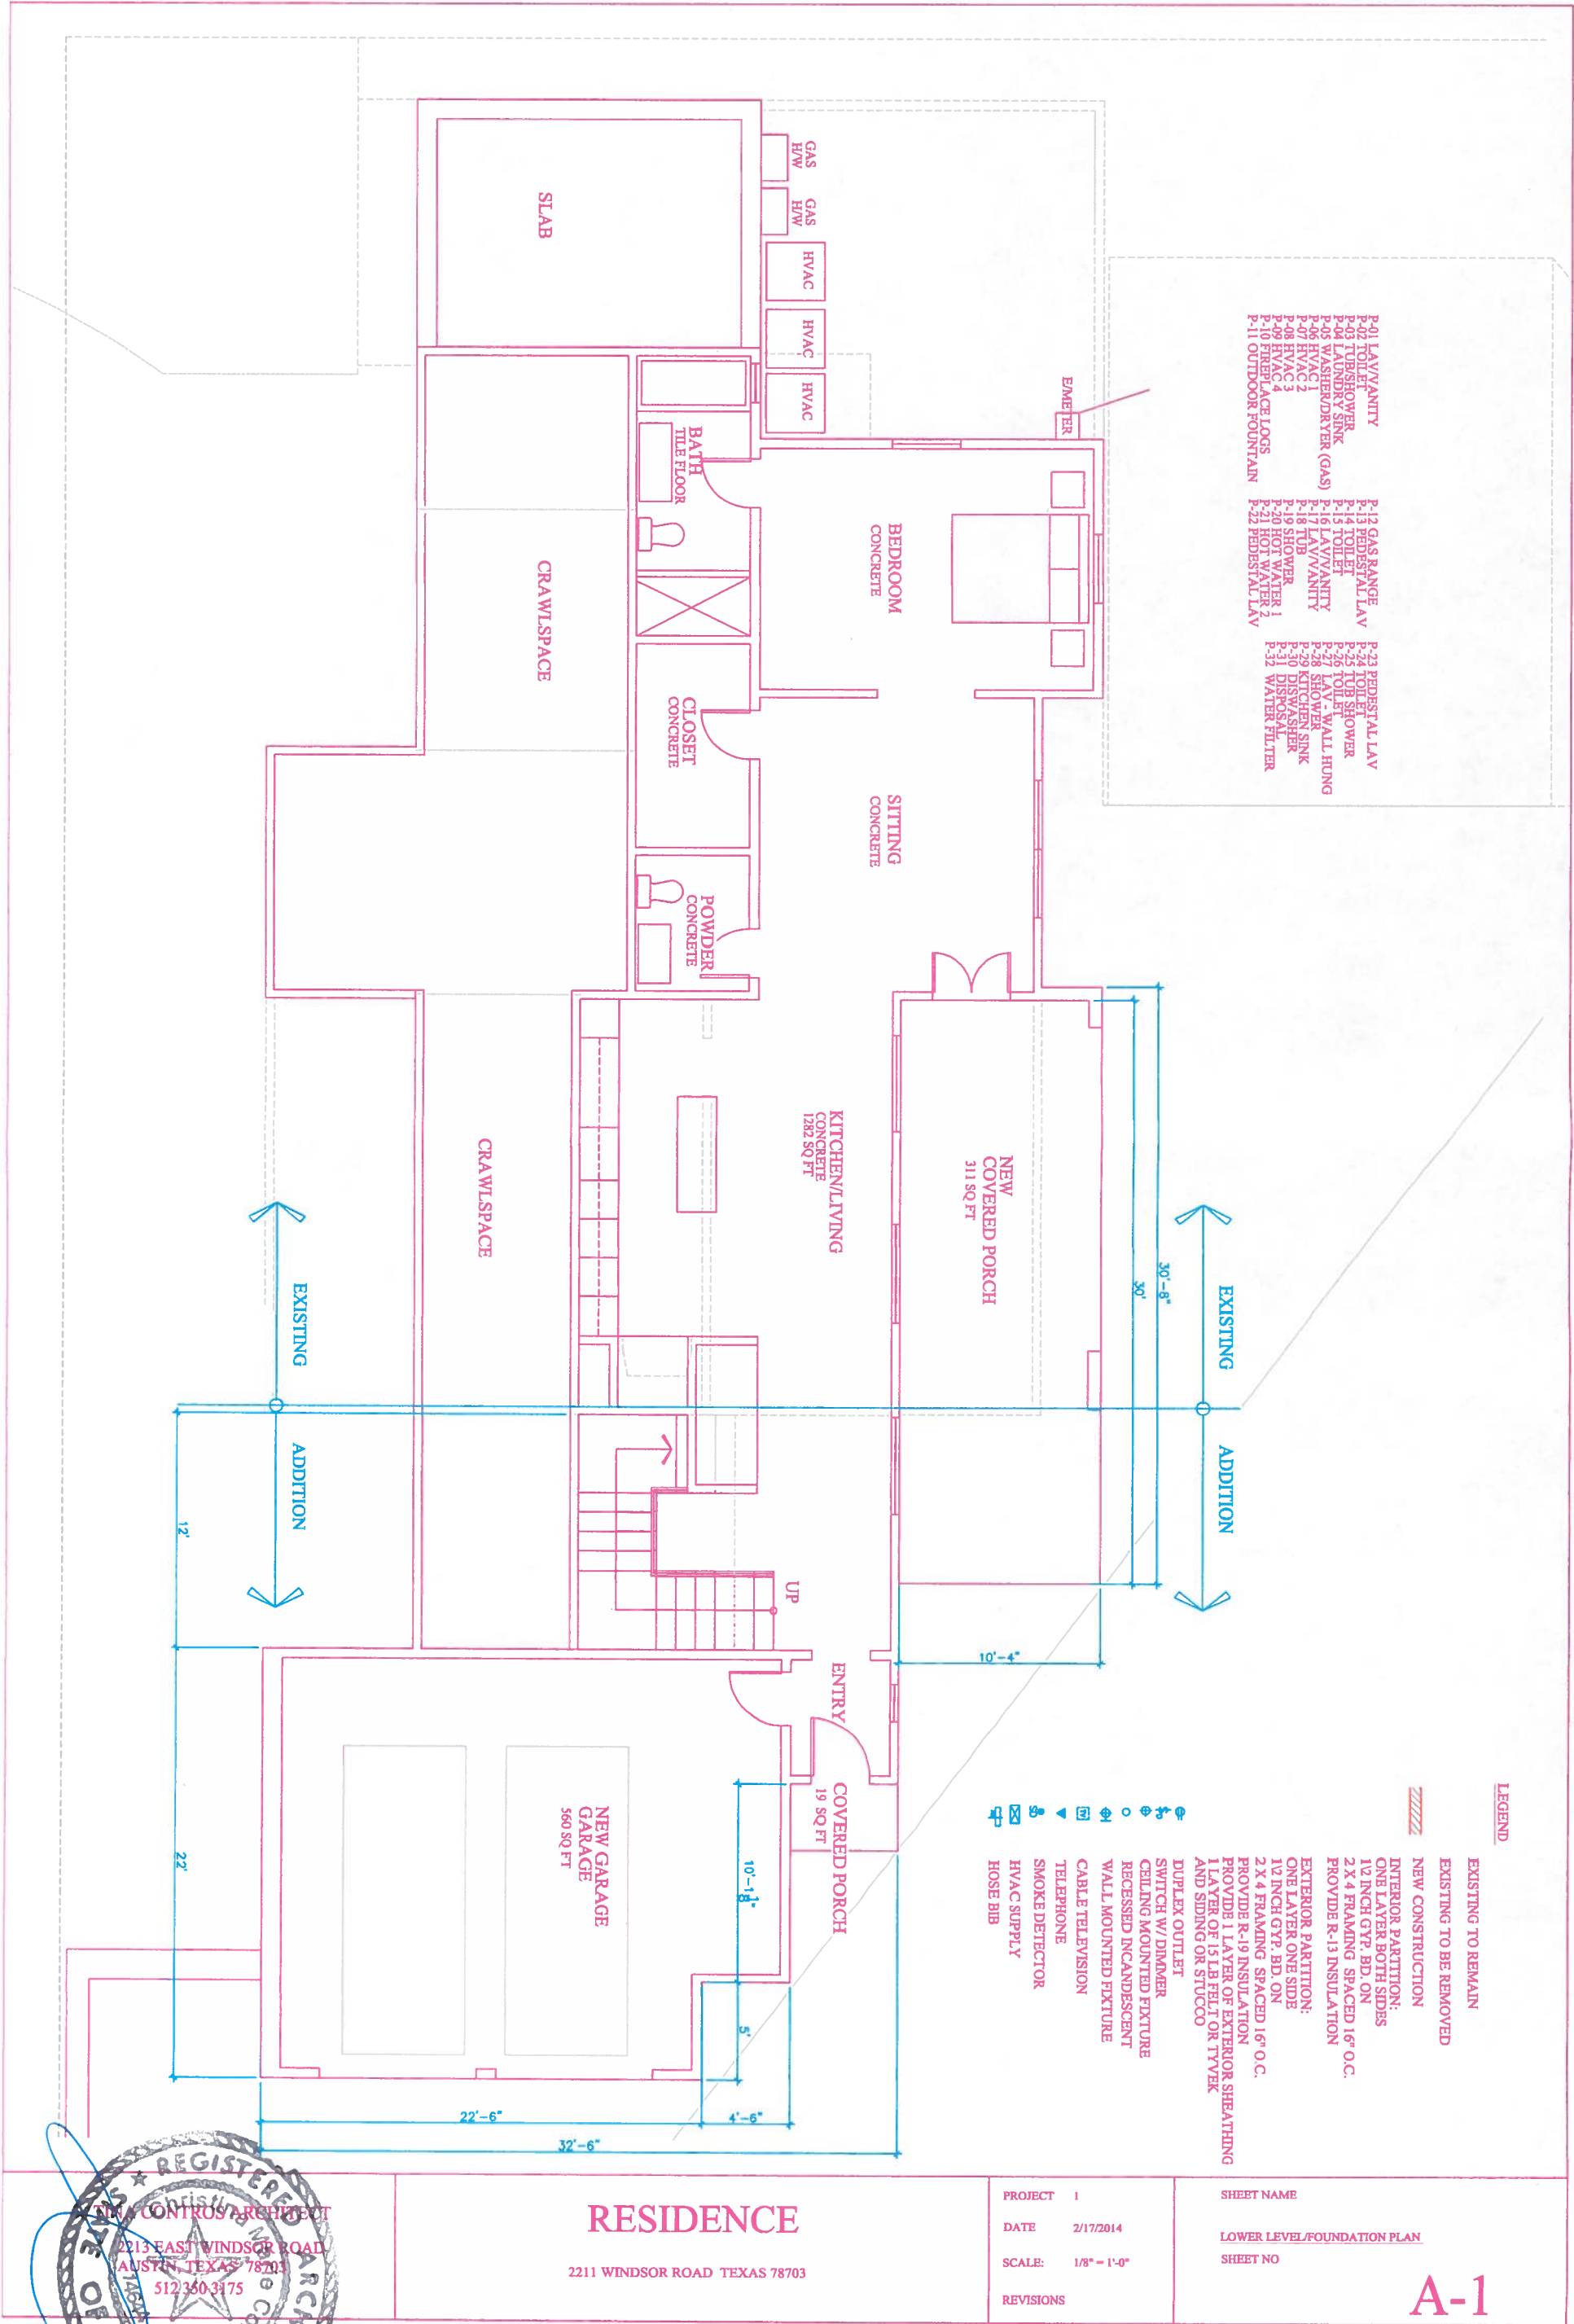 P-01 LAV/VANITY
P-02 TOILET
P-03 TUB/SHOWER
P-04 LAUNDRY SINK
P-05 WASHER/DRYER (GAS)
P-06 HVAC 1
P-07 HVAC 2
P-08 HVAC 3
P-09 HVAC 4
P-10 FIREPLACE LOGS
P-11 OUTDOOR FOUNTAIN
P-12 GAS RANGE
P-13 PEDESTAL LAV
P-14 TOILET
P-15 TOILET
P-16 LAV/VANITY
P-17 LAV/VANITY
P-18 TUB
P-19 SHOWER
P-20 HOT WATER 1
P-21 HOT WATER 2
P-22 PEDESTAL LAV
P-23 PEDESTAL LAV
P-24 TOILET
P-25 TUB SHOWER
P-26 TOILET
P-27 LAV - WALL HUNG
P-28 SHOWER
P-29 KITCHEN SINK
P-30 DISWASHER
P-31 DISPOSAL
P-32 WATER FILTER
GAS
H/W
GAS
H/W
HVAC
HVAC
HVAC
E/METER
SLAB
BATH
TILE FLOOR
BEDROOM
CONCRETE
CRAWLSPACE
CLOSET
CONCRETE
SITTING
CONCRETE
POWDER
CONCRETE
KITCHEN/LIVING
CONCRETE
1282 SQ FT
NEW
COVERED PORCH
311 SQ FT
CRAWLSPACE
30'-8"
30'
EXISTING
ADDITION
EXISTING
ADDITION
12'
22'
UP
10'-4"
ENTRY
COVERED PORCH
19 SQ FT
NEW GARAGE
GARAGE
560 SQ FT
10'-11 1/8"
5'
22'-6"
4'-6"
32'-6"
LEGEND
EXISTING TO REMAIN
EXISTING TO BE REMOVED
NEW CONSTRUCTION
INTERIOR PARTITION:
ONE LAYER BOTH SIDES
1\2 INCH GYP. BD. ON
2 X 4 FRAMING SPACED 16" O.C.
PROVIDE R-13 INSULATION
EXTERIOR PARTITION:
ONE LAYER ONE SIDE
1\2 INCH GYP. BD. ON
2 X 4 FRAMING SPACED 16" O.C.
PROVIDE R-19 INSULATION
PROVIDE 1 LAYER OF EXTERIOR SHEATHING
1 LAYER OF 15 LB FELT OR TYVEK
AND SIDING OR STUCCO
DUPLEX OUTLET
SWITCH W/ DIMMER
CEILING MOUNTED FIXTURE
RECESSED INCANDESCENT
WALL MOUNTED FIXTURE
CABLE TELEVISION
TELEPHONE
SMOKE DETECTOR
HVAC SUPPLY
HOSE BIB
TINA CONTROS ARCHITECT
2213 EAST WINDSOR ROAD
AUSTIN, TEXAS 78703
512 350-3175
REGISTERED ARCH
Christina Marie Co
STATE OF
RESIDENCE
2211 WINDSOR ROAD TEXAS 78703
PROJECT 1
DATE 2/17/2014
SCALE: 1/8" = 1'-0"
REVISIONS
SHEET NAME
LOWER LEVEL/FOUNDATION PLAN
SHEET NO
A-1